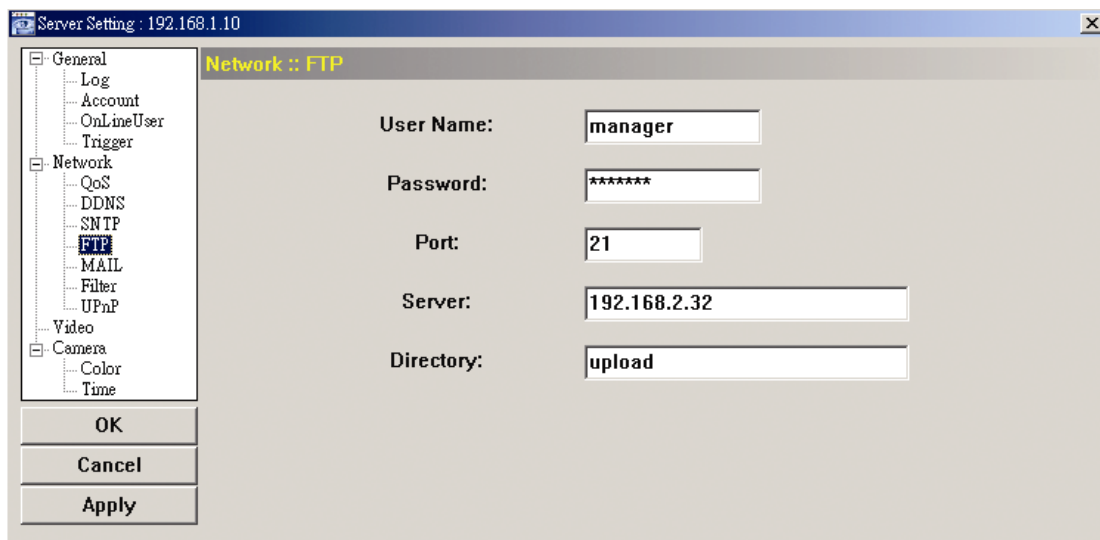 Server Setting : 192.168.1.10
General
Log
Account
OnLineUser
Trigger
Network
QoS
DDNS
SNTP
FTP
MAIL
Filter
UPnP
Video
Camera
Color
Time
OK
Cancel
Apply
Network :: FTP
User Name: manager
Password: *******
Port: 21
Server: 192.168.2.32
Directory: upload